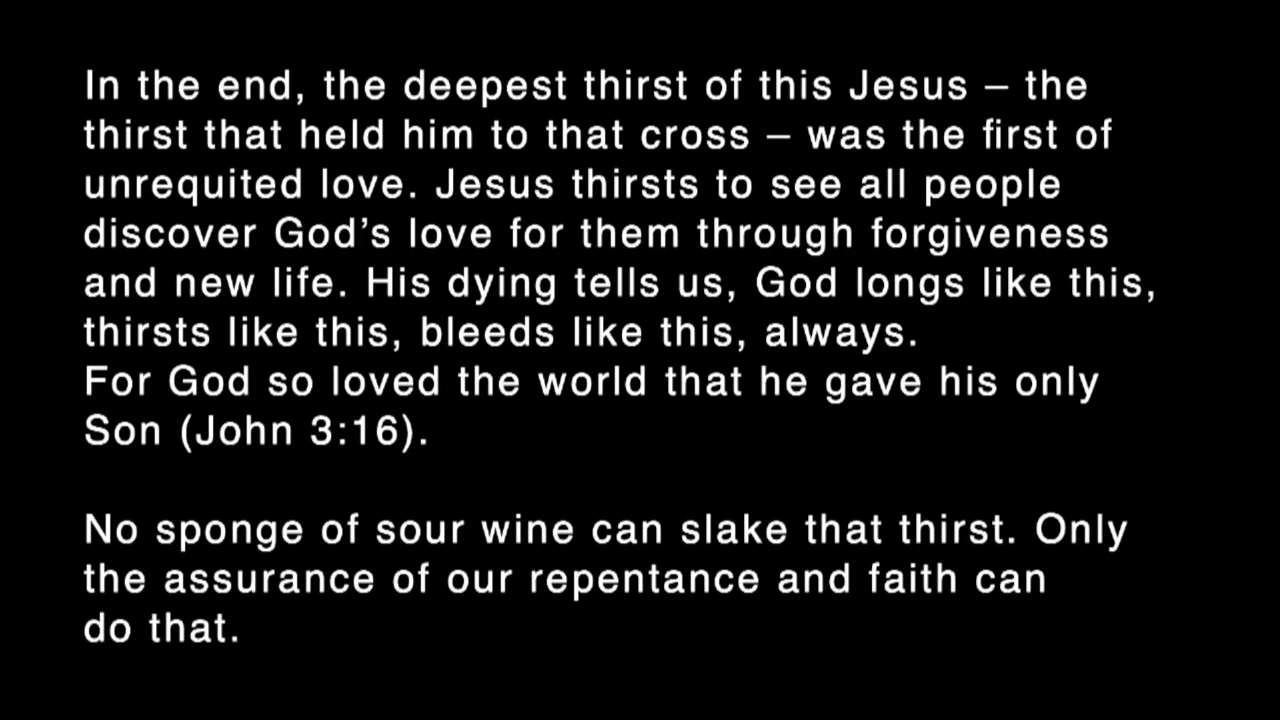 In the end, the deepest thirst of this Jesus – the
thirst that held him to that cross – was the first of
unrequited love. Jesus thirsts to see all people
discover God’s love for them through forgiveness
and new life. His dying tells us, God longs like this,
thirsts like this, bleeds like this, always.
For God so loved the world that he gave his only
Son (John 3:16).
No sponge of sour wine can slake that thirst. Only
the assurance of our repentance and faith can
do that.